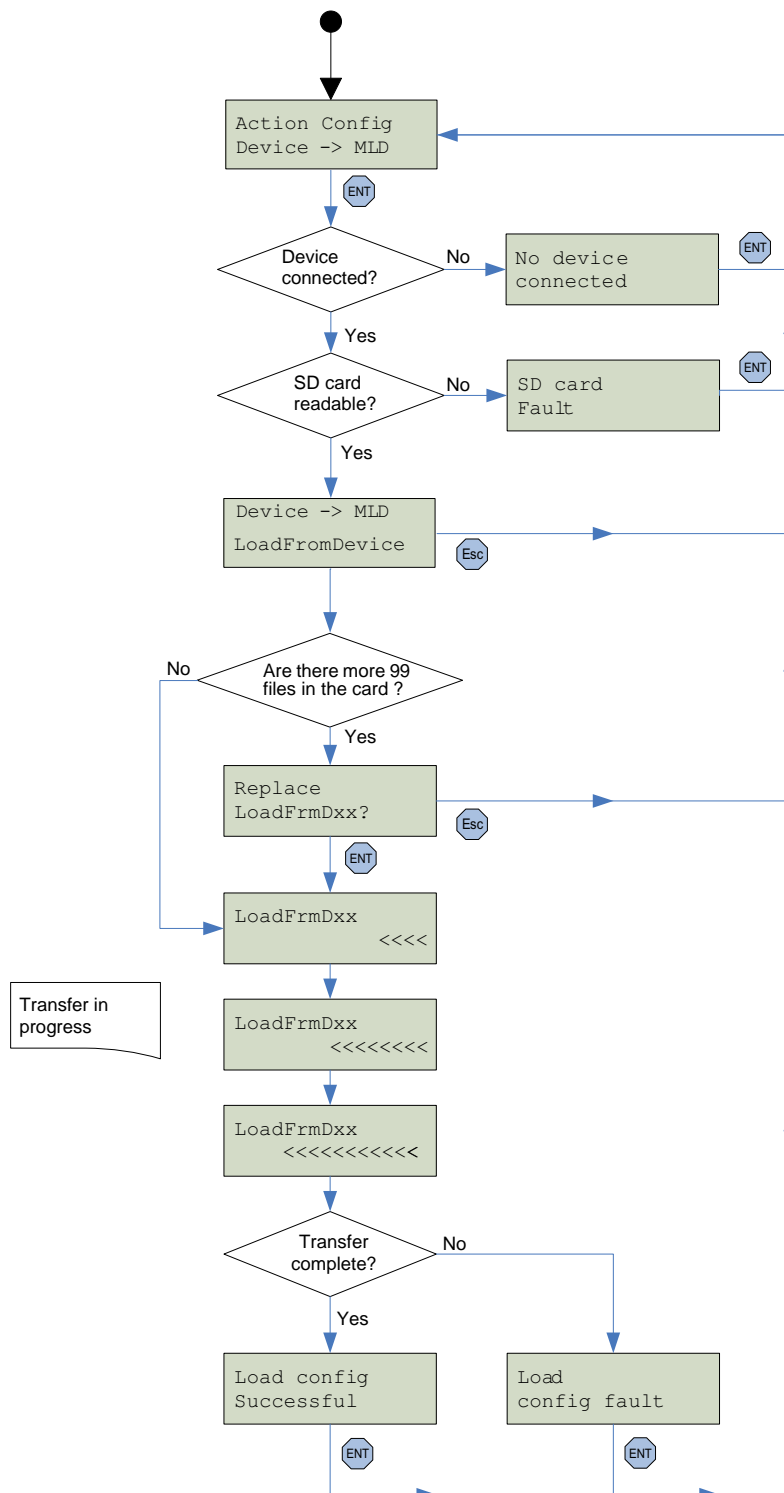 Action Config
Device -> MLD
ENT
Device
connected?
No
No device
connected
ENT
Yes
SD card
readable?
No
SD card
Fault
ENT
Yes
Device -> MLD
LoadFromDevice
Esc
No
Are there more 99
files in the card ?
Yes
Replace
LoadFrmDxx?
Esc
ENT
LoadFrmDxx
<<<<
Transfer in
progress
LoadFrmDxx
<<<<<<<<
LoadFrmDxx
<<<<<<<<<<<
Transfer
complete?
No
Yes
Load config
Successful
Load
config fault
ENT
ENT